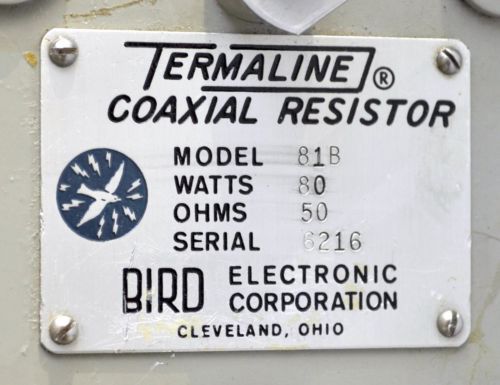 TERMALINE®
COAXIAL RESISTOR
MODEL 81B
WATTS 80
OHMS 50
SERIAL 6216
BIRD ELECTRONIC
CORPORATION
CLEVELAND, OHIO